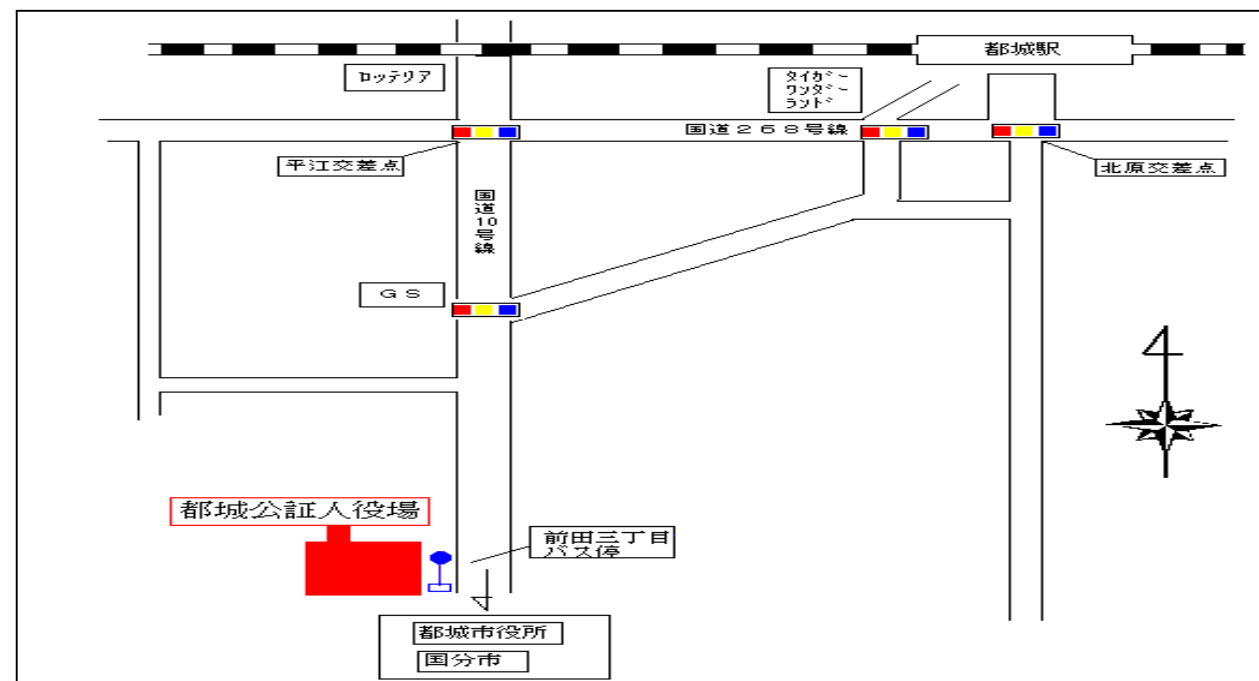 都城駅
ﾛｯﾃﾘｱ
ﾀｲｶﾞｰ
ﾜﾝﾀﾞｰ
ﾗﾝﾄﾞ
国道２６８号線
平江交差点
北原交差点
国道10号線
ＧＳ
都城公証人役場
前田三丁目
バス停
都城市役所
国分市